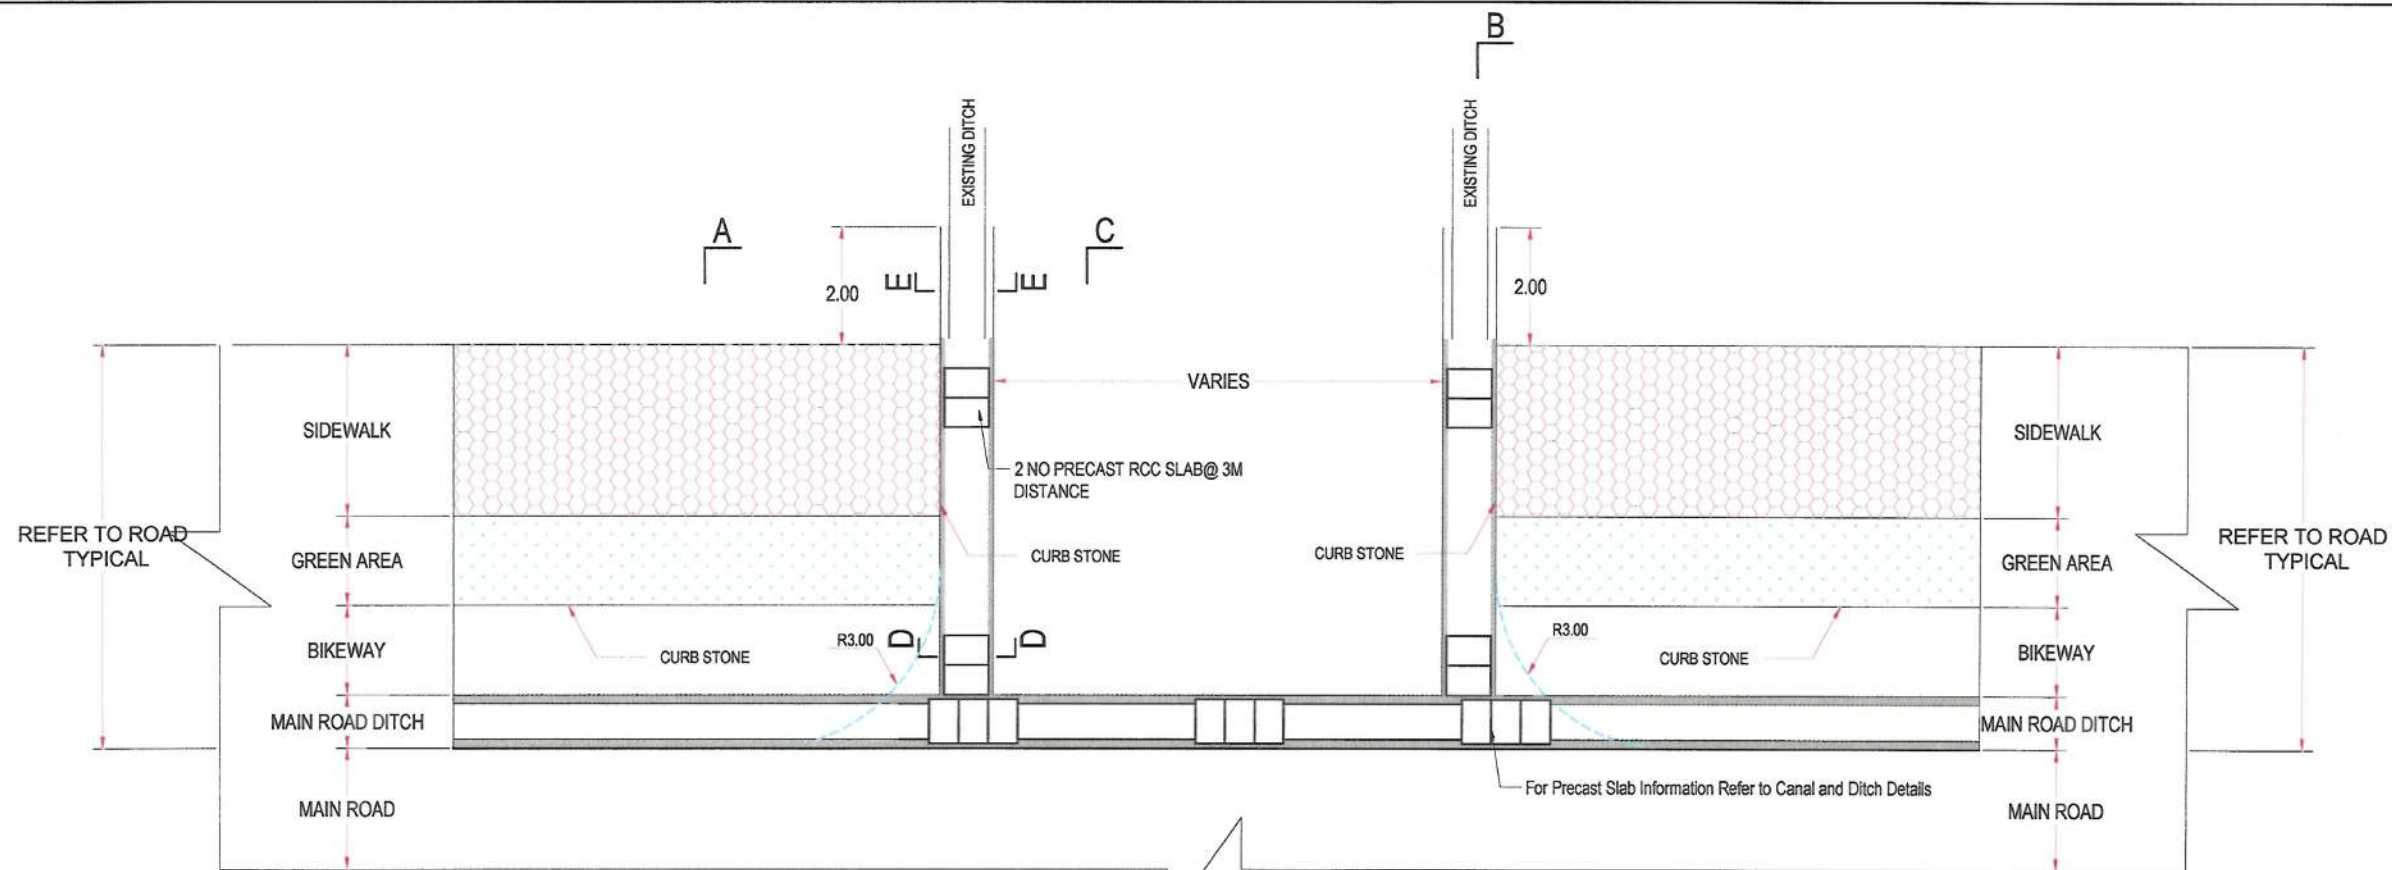 B
EXISTING DITCH
EXISTING DITCH
A
C
E
E
2.00
2.00
VARIES
SIDEWALK
SIDEWALK
2 NO PRECAST RCC SLAB@ 3M
DISTANCE
REFER TO ROAD
TYPICAL
REFER TO ROAD
TYPICAL
GREEN AREA
CURB STONE
CURB STONE
GREEN AREA
R3.00
D
D
R3.00
BIKEWAY
CURB STONE
CURB STONE
BIKEWAY
MAIN ROAD DITCH
MAIN ROAD DITCH
For Precast Slab Information Refer to Canal and Ditch Details
MAIN ROAD
MAIN ROAD